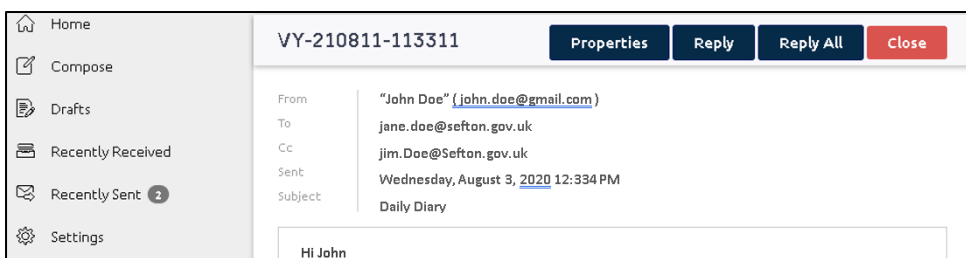 Home
Compose
Drafts
Recently Received
Recently Sent 2
Settings
VY-210811-113311
Properties Reply Reply All Close
From "John Doe" (john.doe@gmail.com)
To jane.doe@sefton.gov.uk
Cc jim.Doe@Sefton.gov.uk
Sent Wednesday, August 3, 2020 12:334 PM
Subject Daily Diary
Hi John